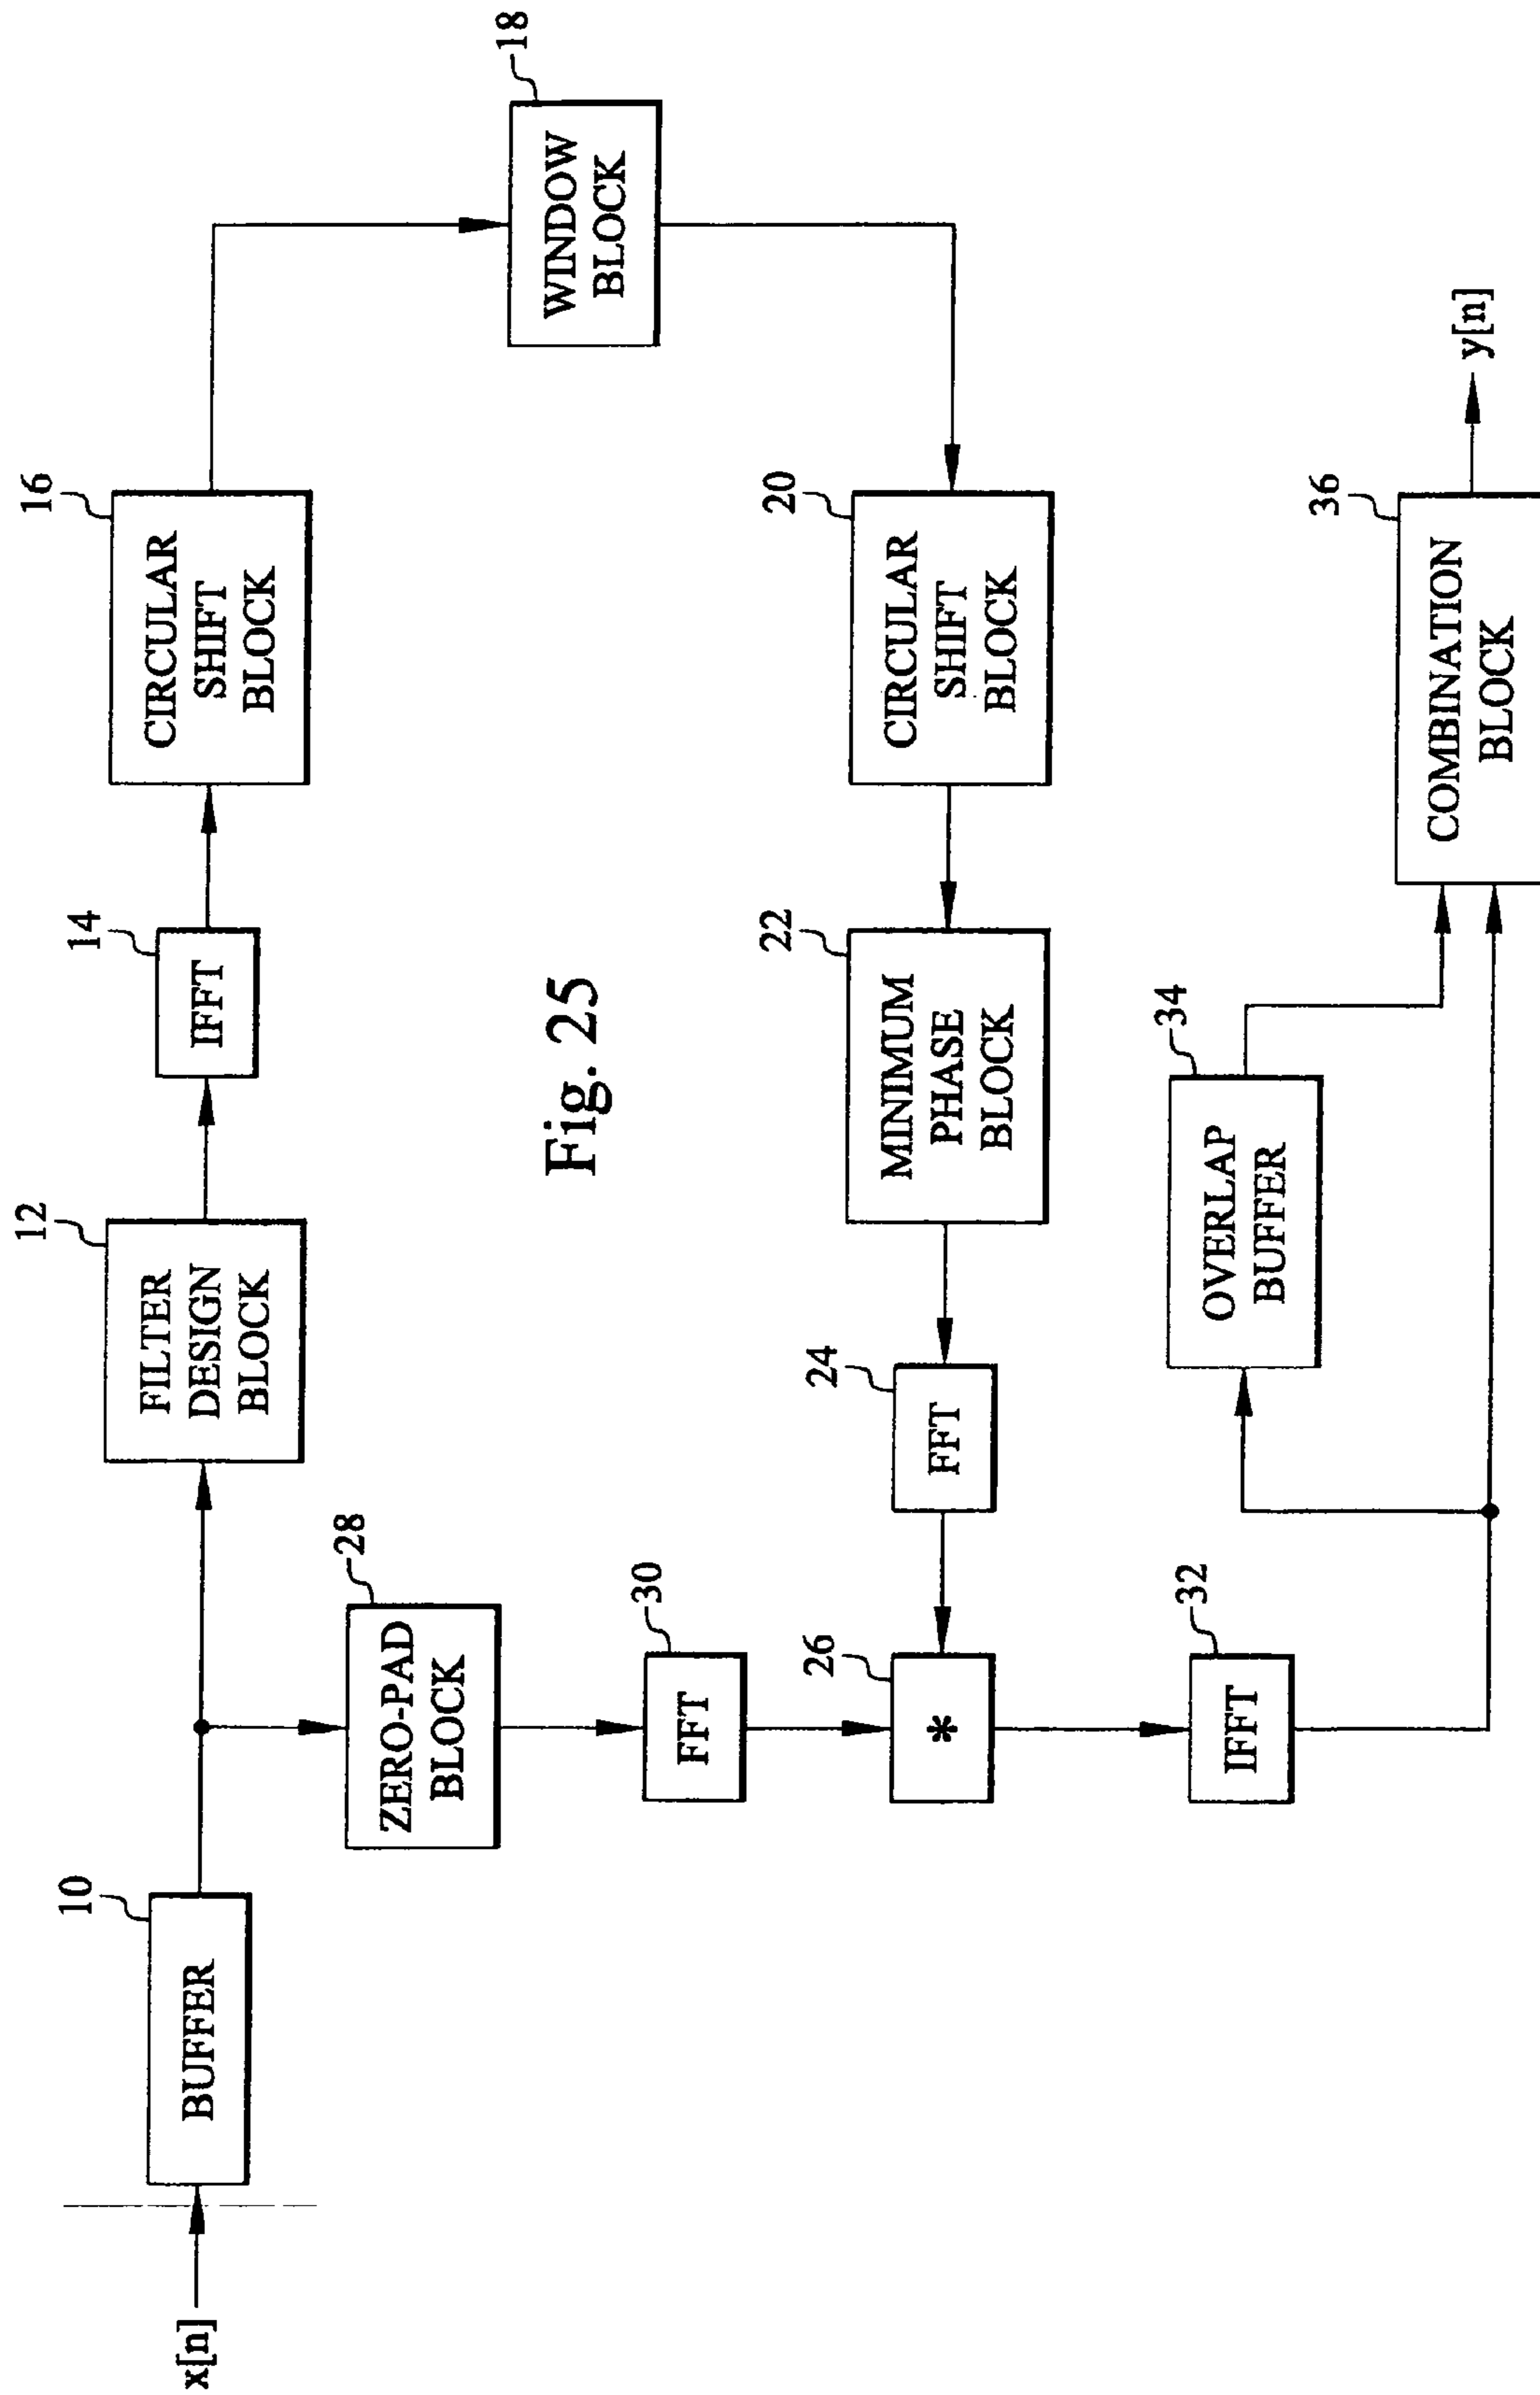 x[n]
10
BUFFER
12
FILTER
DESIGN
BLOCK
14
IFFT
16
CIRCULAR
SHIFT
BLOCK
18
WINDOW
BLOCK
28
ZERO-PAD
BLOCK
30
FFT
Fig. 25
26
*
24
FFT
22
MINIMUM
PHASE
BLOCK
20
CIRCULAR
SHIFT
BLOCK
32
IFFT
34
OVERLAP
BUFFER
36
COMBINATION
BLOCK
y[n]